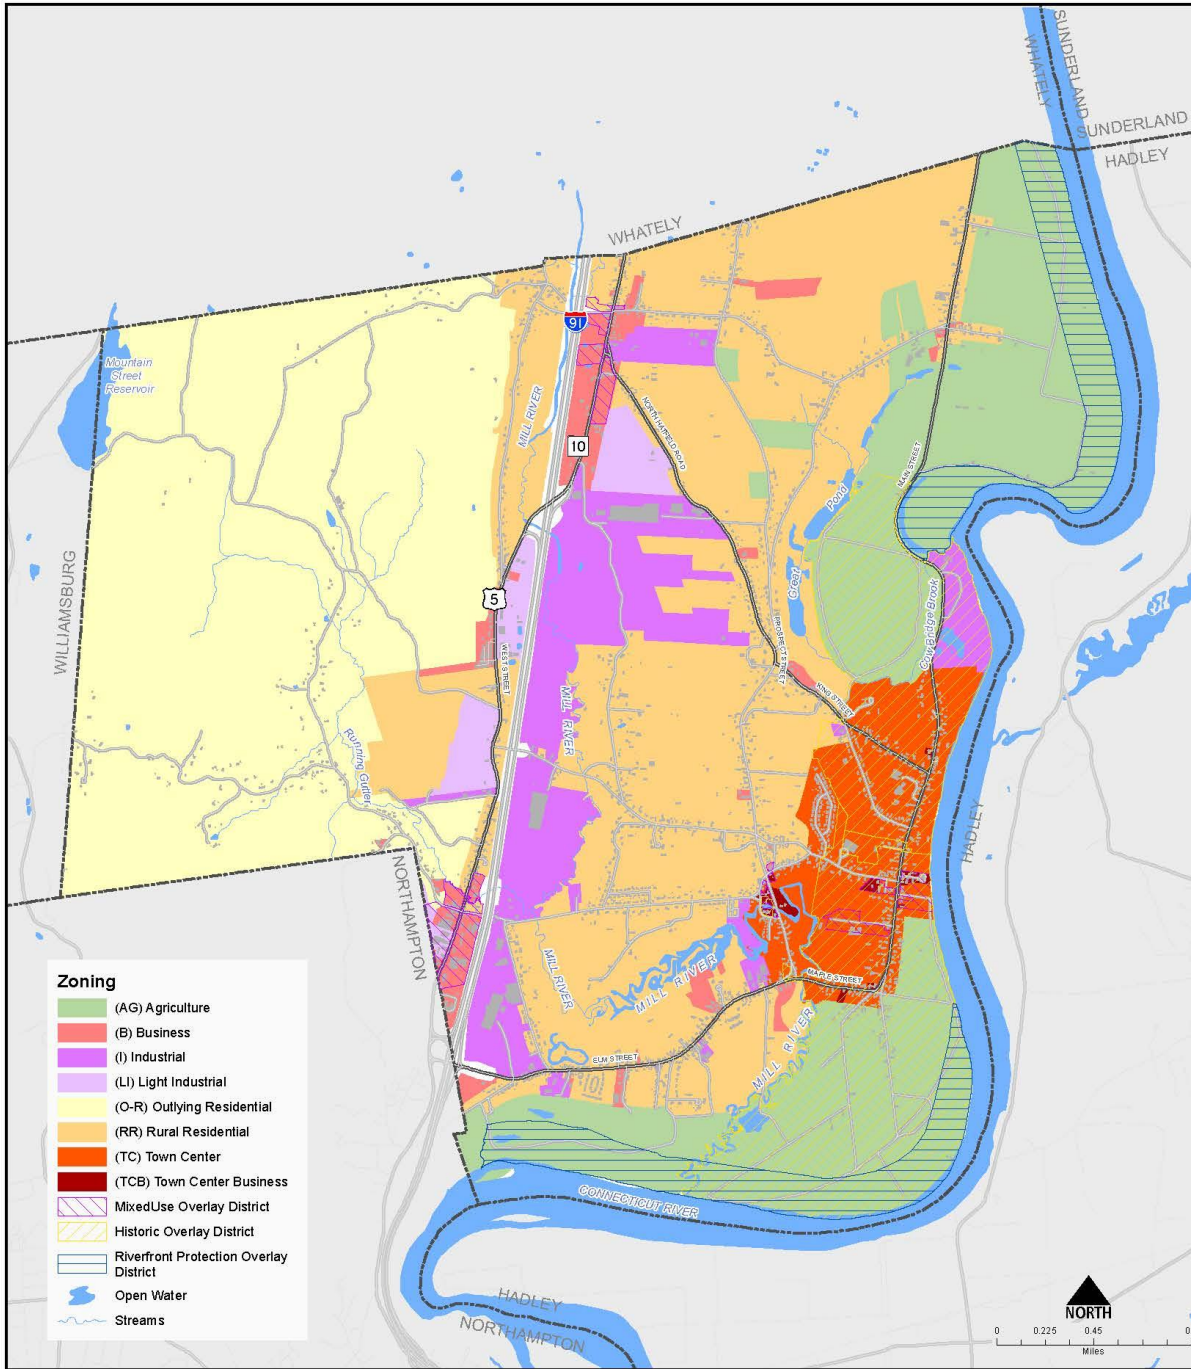 SUNDERLAND
WHATELY
SUNDERLAND
HADLEY
WHATELY
Mountain
Street
Reservoir
91
MILL RIVER
10
NORTH HATFIELD ROAD
MAIN STREET
Pond
Great
WILLIAMSBURG
5
WEST STREET
MILL RIVER
PROSPECT STREET
Cow Bridge Brook
KING STREET
Running Gutter
HADLEY
NORTHAMPTON
MILL RIVER
MILL RIVER
MAPLE STREET
MILL RIVER
ELM STREET
CONNECTICUT RIVER
HADLEY
NORTHAMPTON
Zoning
(AG) Agriculture
(B) Business
(I) Industrial
(LI) Light Industrial
(O-R) Outlying Residential
(RR) Rural Residential
(TC) Town Center
(TCB) Town Center Business
MixedUse Overlay District
Historic Overlay District
Riverfront Protection Overlay
District
Open Water
Streams
NORTH
0 0.225 0.45 0
Miles